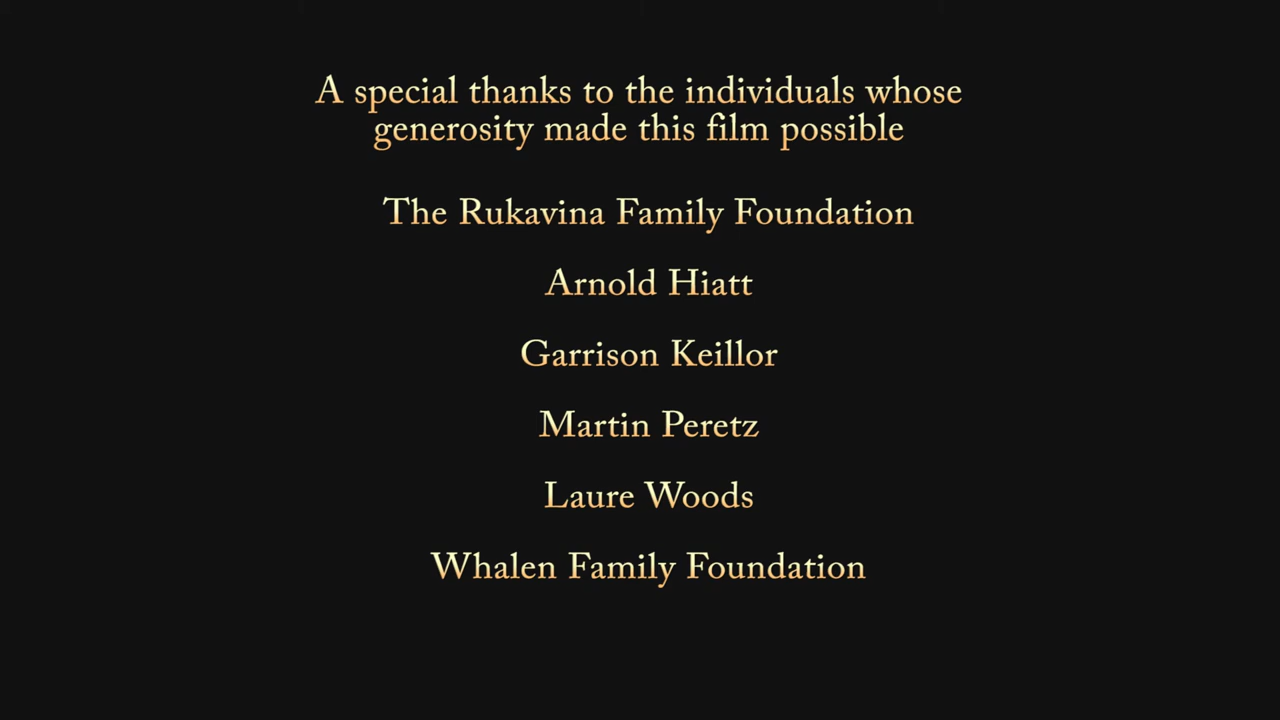 A special thanks to the individuals whose
generosity made this film possible
The Rukavina Family Foundation
Arnold Hiatt
Garrison Keillor
Martin Peretz
Laure Woods
Whalen Family Foundation